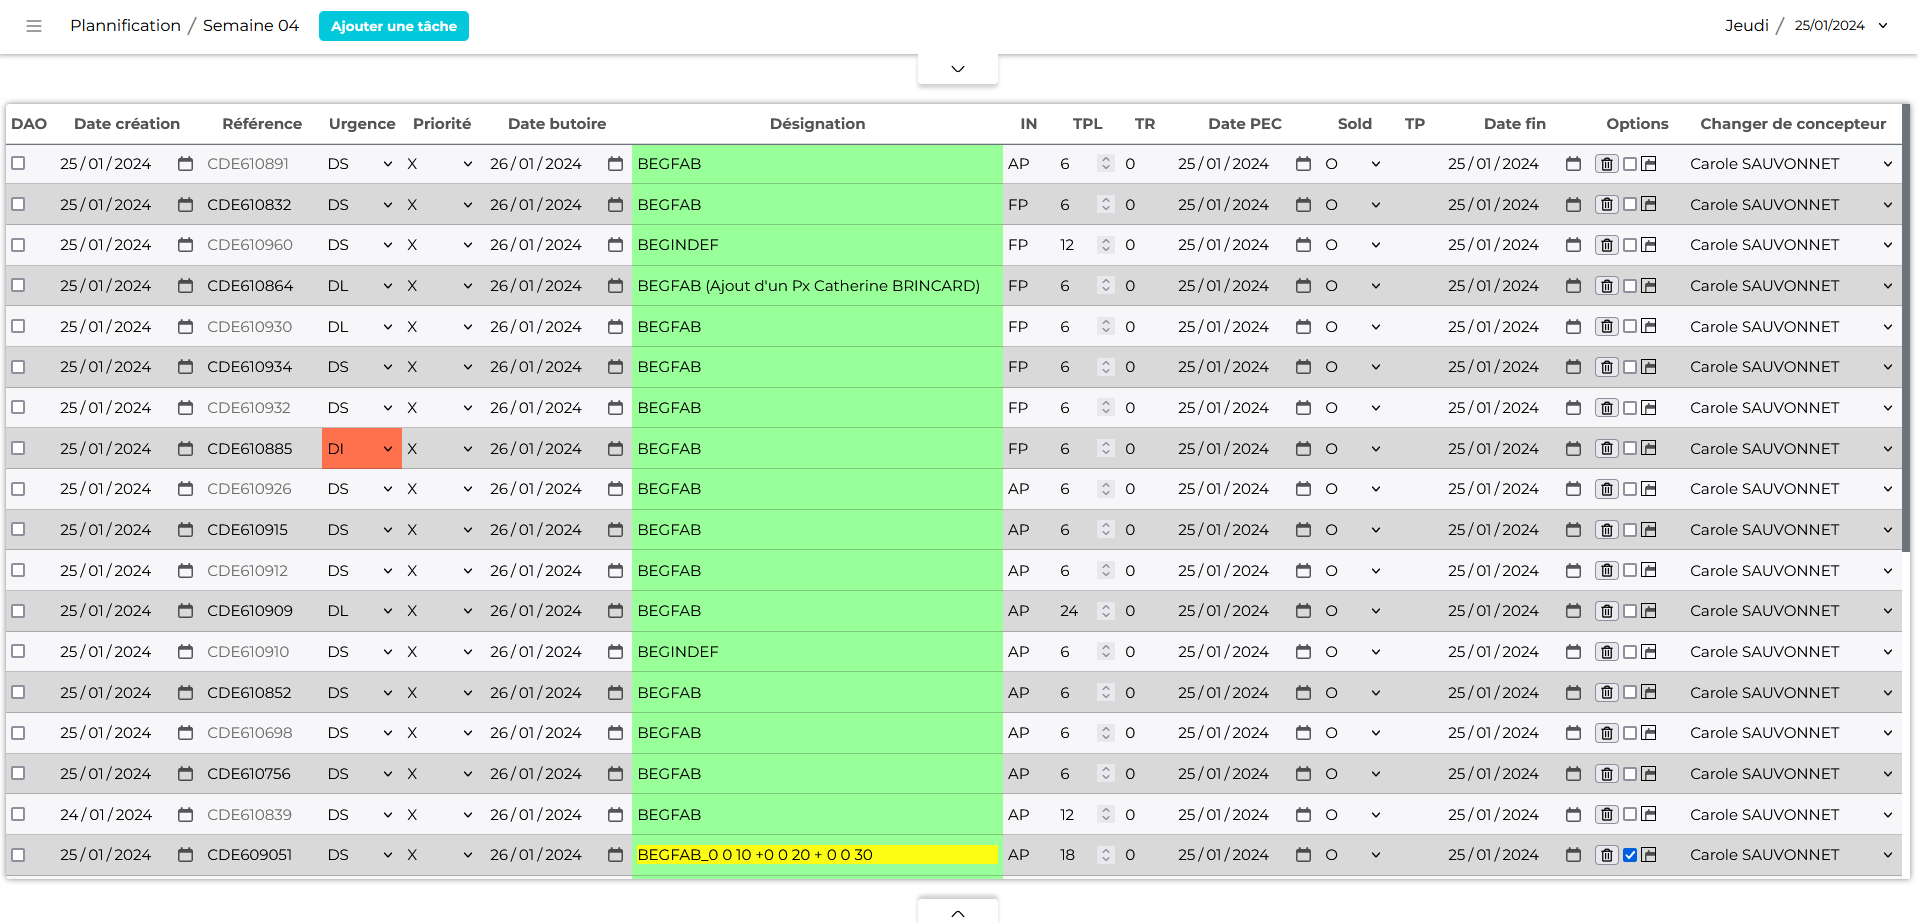 Plannification / Semaine 04 Ajouter une tâche Jeudi / 25/01/2024
DAO Date création Référence Urgence Priorité Date butoire Désignation IN TPL TR Date PEC Sold TP Date fin Options Changer de concepteur
25/01/2024 CDE610891 DS X 26/01/2024 BEGFAB AP 6 0 25/01/2024 O 25/01/2024 Carole SAUVONNET
25/01/2024 CDE610832 DS X 26/01/2024 BEGFAB FP 6 0 25/01/2024 O 25/01/2024 Carole SAUVONNET
25/01/2024 CDE610960 DS X 26/01/2024 BEGINDEF FP 12 0 25/01/2024 O 25/01/2024 Carole SAUVONNET
25/01/2024 CDE610864 DL X 26/01/2024 BEGFAB (Ajout d'un Px Catherine BRINCARD) FP 6 0 25/01/2024 O 25/01/2024 Carole SAUVONNET
25/01/2024 CDE610930 DL X 26/01/2024 BEGFAB FP 6 0 25/01/2024 O 25/01/2024 Carole SAUVONNET
25/01/2024 CDE610934 DS X 26/01/2024 BEGFAB FP 6 0 25/01/2024 O 25/01/2024 Carole SAUVONNET
25/01/2024 CDE610932 DS X 26/01/2024 BEGFAB FP 6 0 25/01/2024 O 25/01/2024 Carole SAUVONNET
25/01/2024 CDE610885 DI X 26/01/2024 BEGFAB FP 6 0 25/01/2024 O 25/01/2024 Carole SAUVONNET
25/01/2024 CDE610926 DS X 26/01/2024 BEGFAB AP 6 0 25/01/2024 O 25/01/2024 Carole SAUVONNET
25/01/2024 CDE610915 DS X 26/01/2024 BEGFAB AP 6 0 25/01/2024 O 25/01/2024 Carole SAUVONNET
25/01/2024 CDE610912 DS X 26/01/2024 BEGFAB AP 6 0 25/01/2024 O 25/01/2024 Carole SAUVONNET
25/01/2024 CDE610909 DL X 26/01/2024 BEGFAB AP 24 0 25/01/2024 O 25/01/2024 Carole SAUVONNET
25/01/2024 CDE610910 DS X 26/01/2024 BEGINDEF AP 6 0 25/01/2024 O 25/01/2024 Carole SAUVONNET
25/01/2024 CDE610852 DS X 26/01/2024 BEGFAB AP 6 0 25/01/2024 O 25/01/2024 Carole SAUVONNET
25/01/2024 CDE610698 DS X 26/01/2024 BEGFAB AP 6 0 25/01/2024 O 25/01/2024 Carole SAUVONNET
25/01/2024 CDE610756 DS X 26/01/2024 BEGFAB AP 6 0 25/01/2024 O 25/01/2024 Carole SAUVONNET
24/01/2024 CDE610839 DS X 26/01/2024 BEGFAB AP 12 0 25/01/2024 O 25/01/2024 Carole SAUVONNET
25/01/2024 CDE609051 DS X 26/01/2024 BEGFAB_0 0 10 +0 0 20 + 0 0 30 AP 18 0 25/01/2024 O 25/01/2024 Carole SAUVONNET